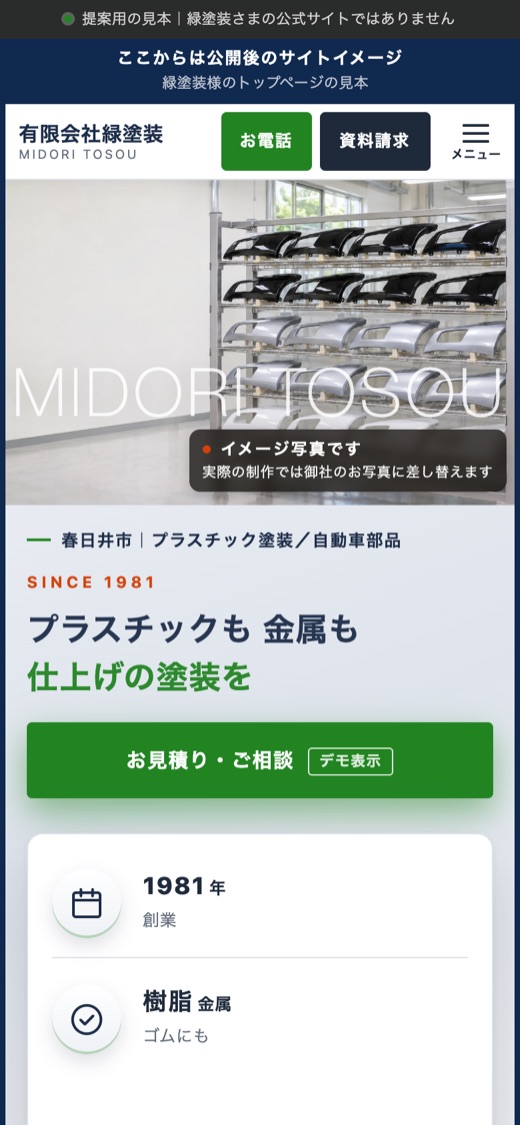 提案用の見本｜緑塗装さまの公式サイトではありません
ここからは公開後のサイトイメージ
緑塗装様のトップページの見本
有限会社緑塗装
MIDORI TOSOU
お電話
資料請求
メニュー
MIDORI TOSOU
イメージ写真です
実際の制作では御社のお写真に差し替えます
春日井市｜プラスチック塗装／自動車部品
SINCE 1981
プラスチックも 金属も
仕上げの塗装を
お見積り・ご相談 デモ表示
1981年
創業
樹脂 金属
ゴムにも